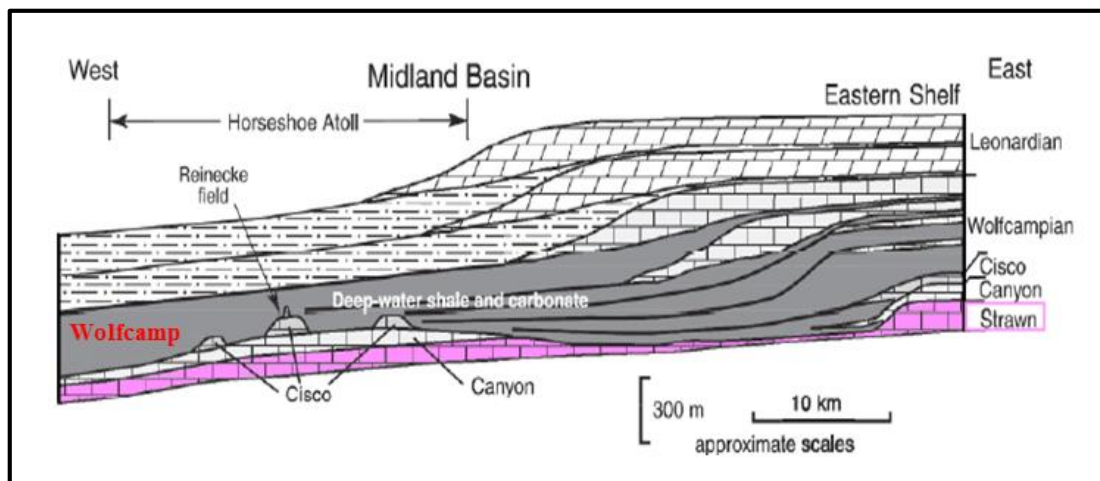 West
Midland Basin
East
Horseshoe Atoll
Eastern Shelf
Leonardian
Reinecke
field
Wolfcampian
Deep-water shale and carbonate
Wolfcamp
Cisco
Canyon
Strawn
Cisco
Canyon
300 m
10 km
approximate scales